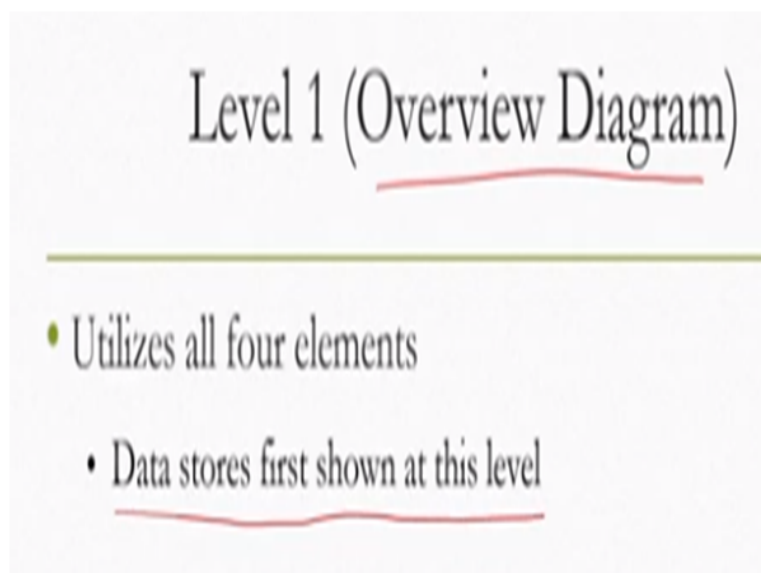 Level 1 (Overview Diagram)
• Utilizes all four elements
• Data stores first shown at this level